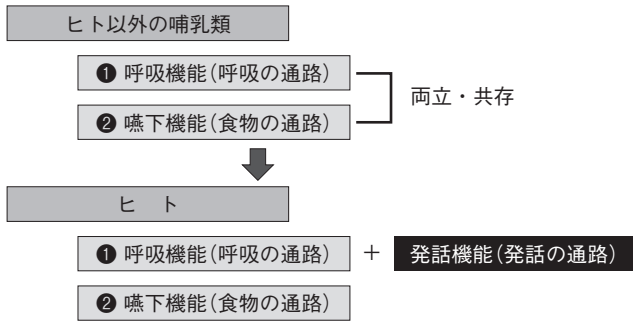 ヒト以外の哺乳類
❶ 呼吸機能(呼吸の通路)
両立・共存
❷ 嚥下機能(食物の通路)
ヒ ト
❶ 呼吸機能(呼吸の通路) + 発話機能(発話の通路)
❷ 嚥下機能(食物の通路)